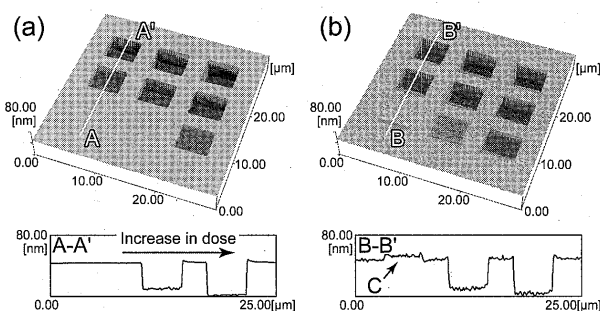 (a)
A'
[μm]
80.00
[nm]
A
20.00
0.00
10.00
10.00
20.00
0.00
80.00
[nm]
A-A'
Increase in dose
0.00
25.00[μm]
(b)
B'
[μm]
80.00
[nm]
B
20.00
0.00
10.00
10.00
20.00
0.00
80.00
[nm]
B-B'
C
0.00
25.00[μm]